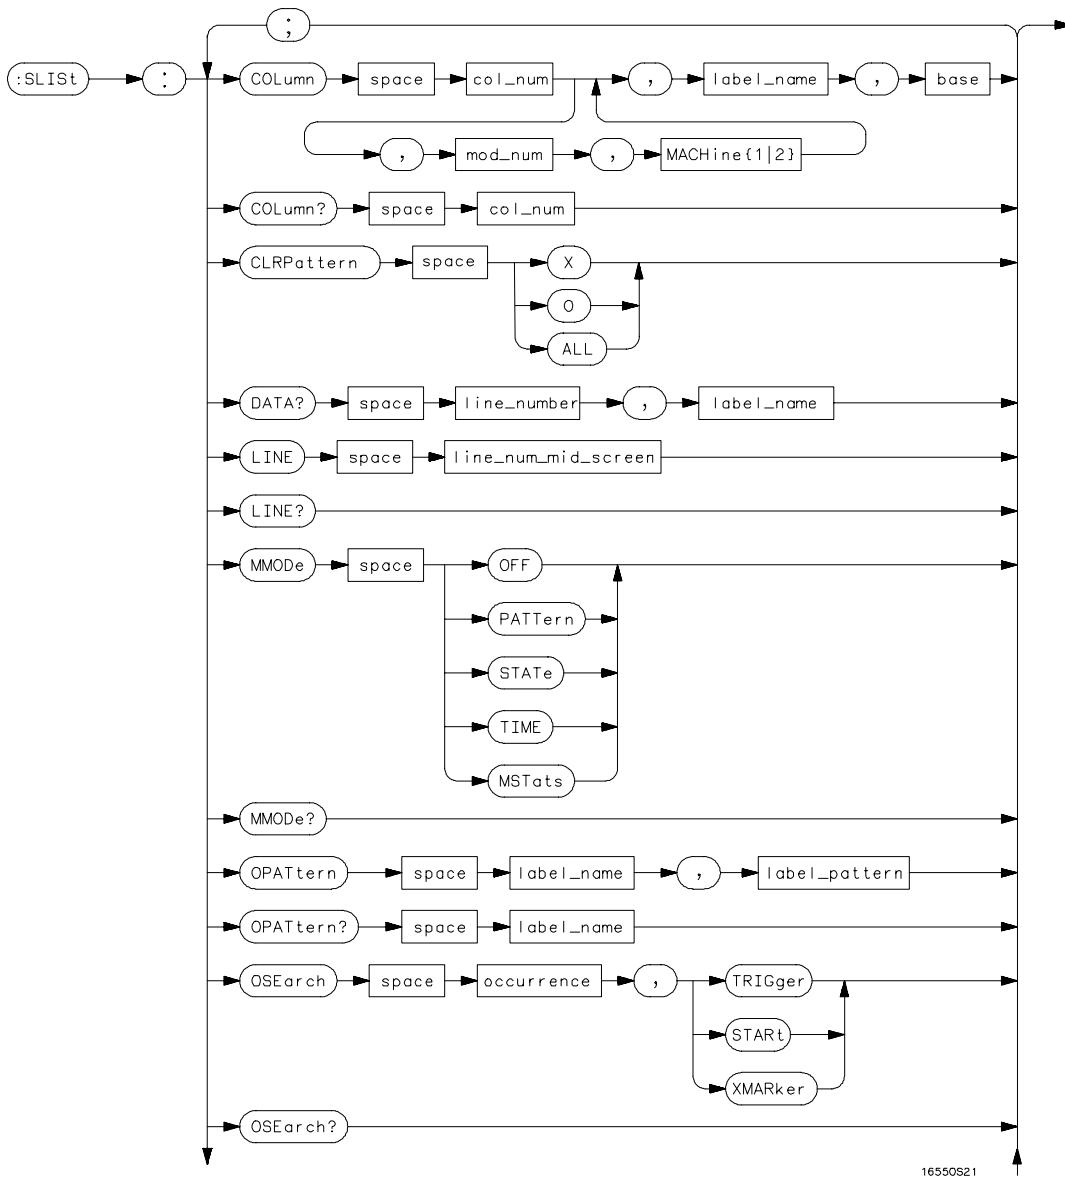 ;
:SLISt : COLumn space col_num , label_name , base
, mod_num , MACHine{1|2}
COLumn? space col_num
CLRPattern space X
O
ALL
DATA? space line_number , label_name
LINE space line_num_mid_screen
LINE?
MMODe space OFF
PATTern
STATe
TIME
MSTats
MMODe?
OPATtern space label_name , label_pattern
OPATtern? space label_name
OSEarch space occurrence , TRIGger
STARt
XMARker
OSEarch?
16550S21